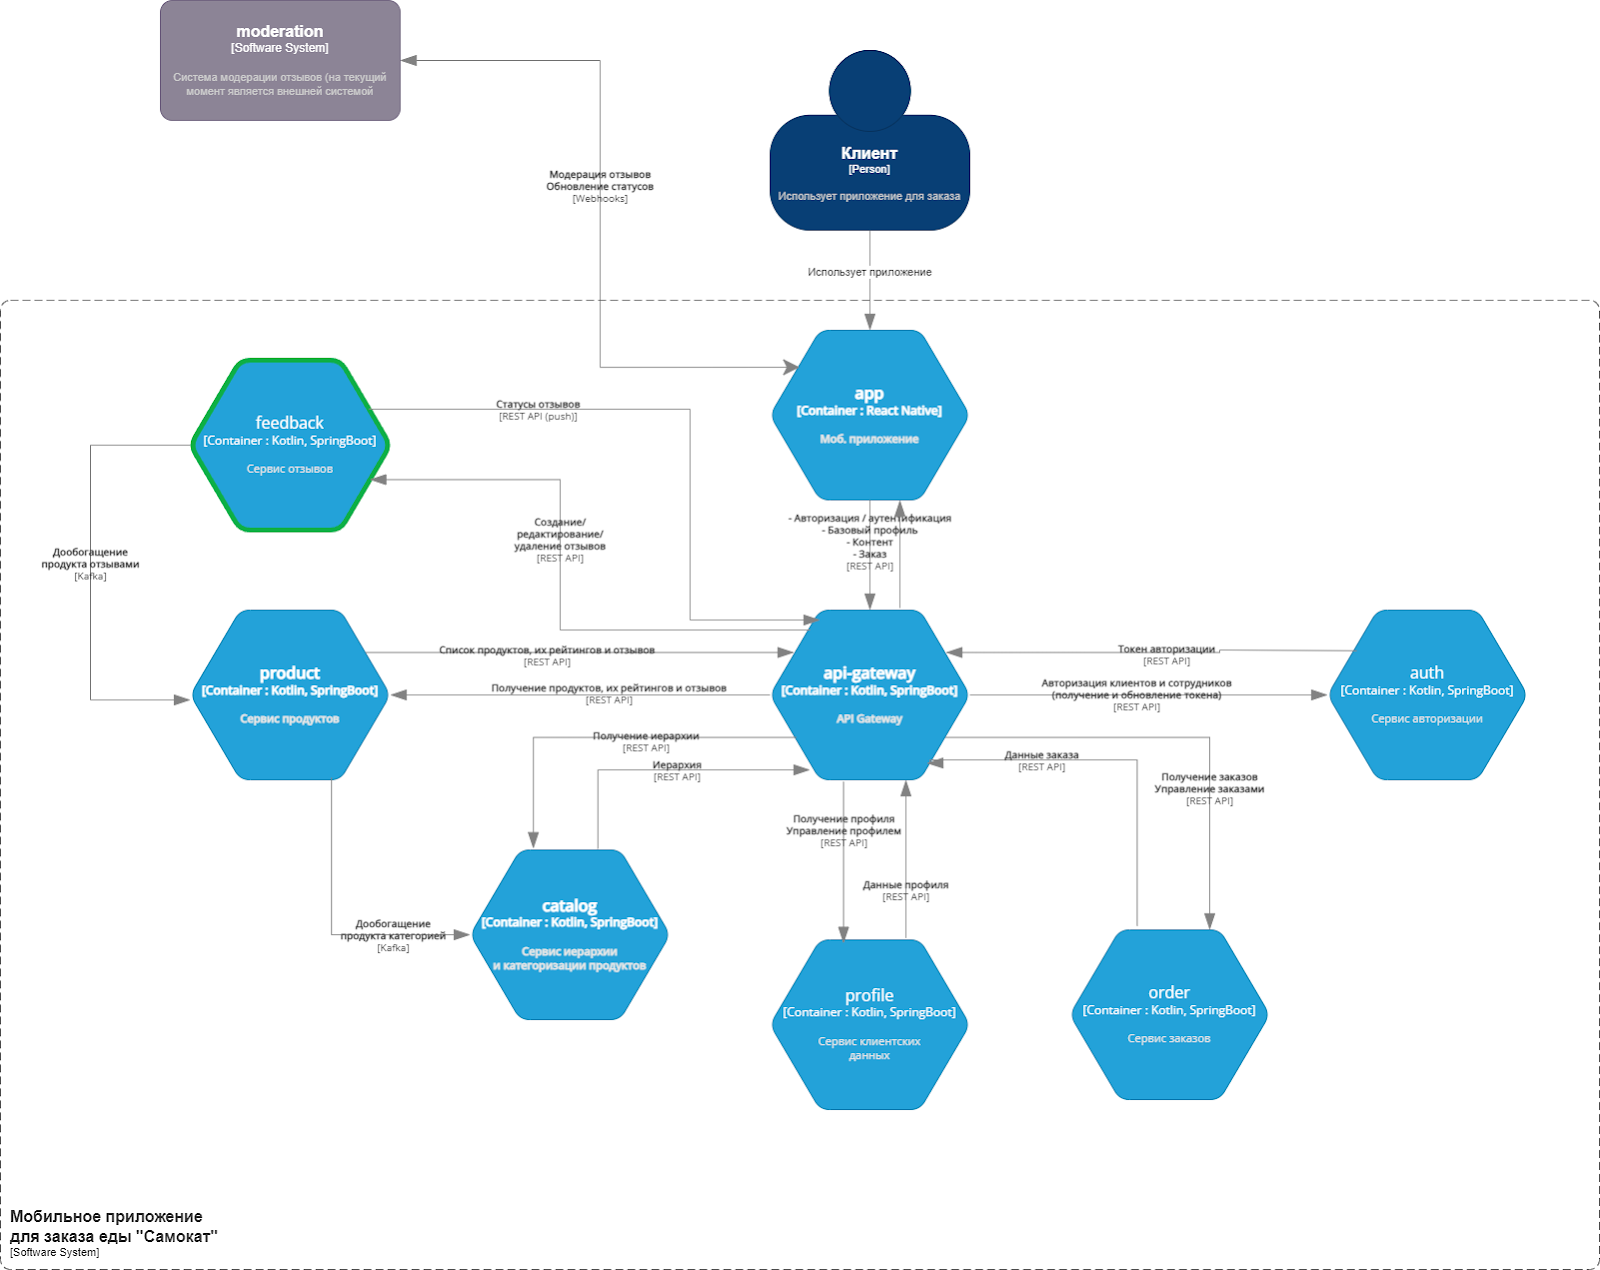 moderation
[Software System]
Система модерации отзывов (на текущий
момент является внешней системой
Клиент
[Person]
Использует приложение для заказа
Модерация отзывов
Обновление статусов
[Webhooks]
Использует приложение
app
[Container : React Native]
Моб. приложение
feedback
[Container : Kotlin, SpringBoot]
Сервис отзывов
Статусы отзывов
[REST API (push)]
Создание/
редактирование/
удаление отзывов
[REST API]
- Авторизация / аутентификация
- Базовый профиль
- Контент
- Заказ
[REST API]
Дообогащение
продукта отзывами
[Kafka]
product
[Container : Kotlin, SpringBoot]
Сервис продуктов
Список продуктов, их рейтингов и отзывов
[REST API]
Получение продуктов, их рейтингов и отзывов
[REST API]
api-gateway
[Container : Kotlin, SpringBoot]
API Gateway
Токен авторизации
[REST API]
Авторизация клиентов и сотрудников
(получение и обновление токена)
[REST API]
auth
[Container : Kotlin, SpringBoot]
Сервис авторизации
Получение иерархии
[REST API]
Иерархия
[REST API]
Данные заказа
[REST API]
Получение заказов
Управление заказами
[REST API]
Получение профиля
Управление профилем
[REST API]
Данные профиля
[REST API]
Дообогащение
продукта категорией
[Kafka]
catalog
[Container : Kotlin, SpringBoot]
Сервис иерархии
и категоризации продуктов
profile
[Container : Kotlin, SpringBoot]
Сервис клиентских
данных
order
[Container : Kotlin, SpringBoot]
Сервис заказов
Мобильное приложение
для заказа еды "Самокат"
[Software System]